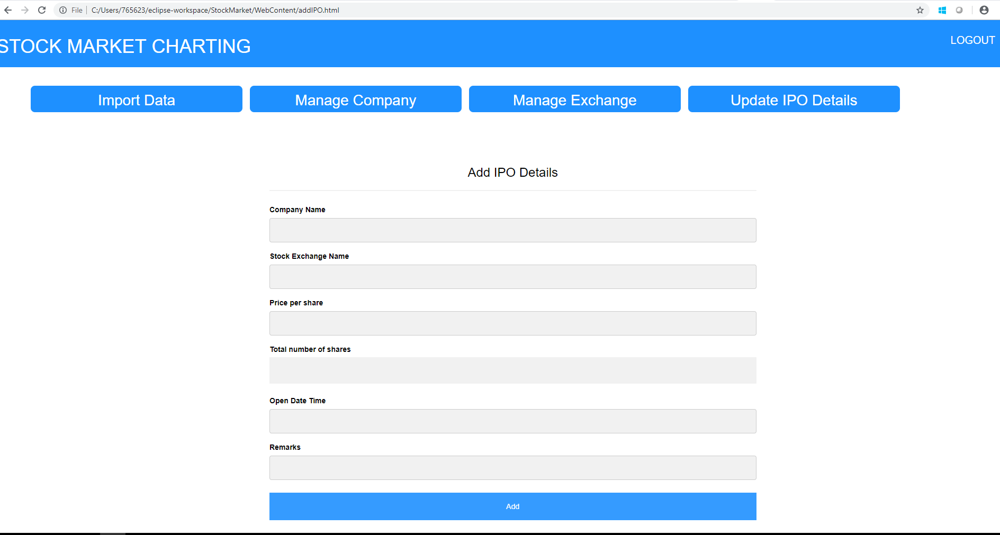 File C:/Users/765623/eclipse-workspace/StockMarket/WebContent/addIPO.html
STOCK MARKET CHARTING
LOGOUT
Import Data Manage Company Manage Exchange Update IPO Details
Add IPO Details
Company Name
Stock Exchange Name
Price per share
Total number of shares
Open Date Time
Remarks
Add